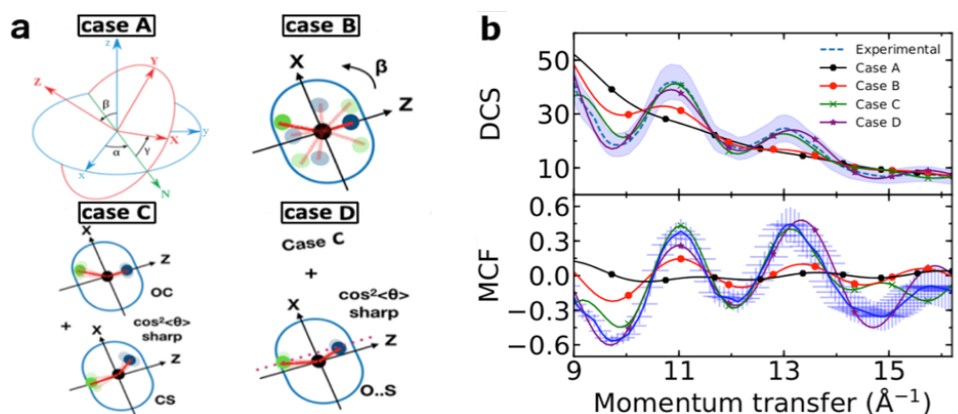 a
case A
z
Z
Y
β
X
y
α
γ
x
N
case B
X
β
Z
case C
X
Z
OC
+
cos²<θ>
sharp
X
Z
CS
case D
Case C
+
cos²<θ>
sharp
X
Z
O..S
b
DCS
50
30
10
Experimental
Case A
Case B
Case C
Case D
MCF
0.6
0.3
0.0
−0.3
−0.6
9 11 13 15
Momentum transfer (Å⁻¹)